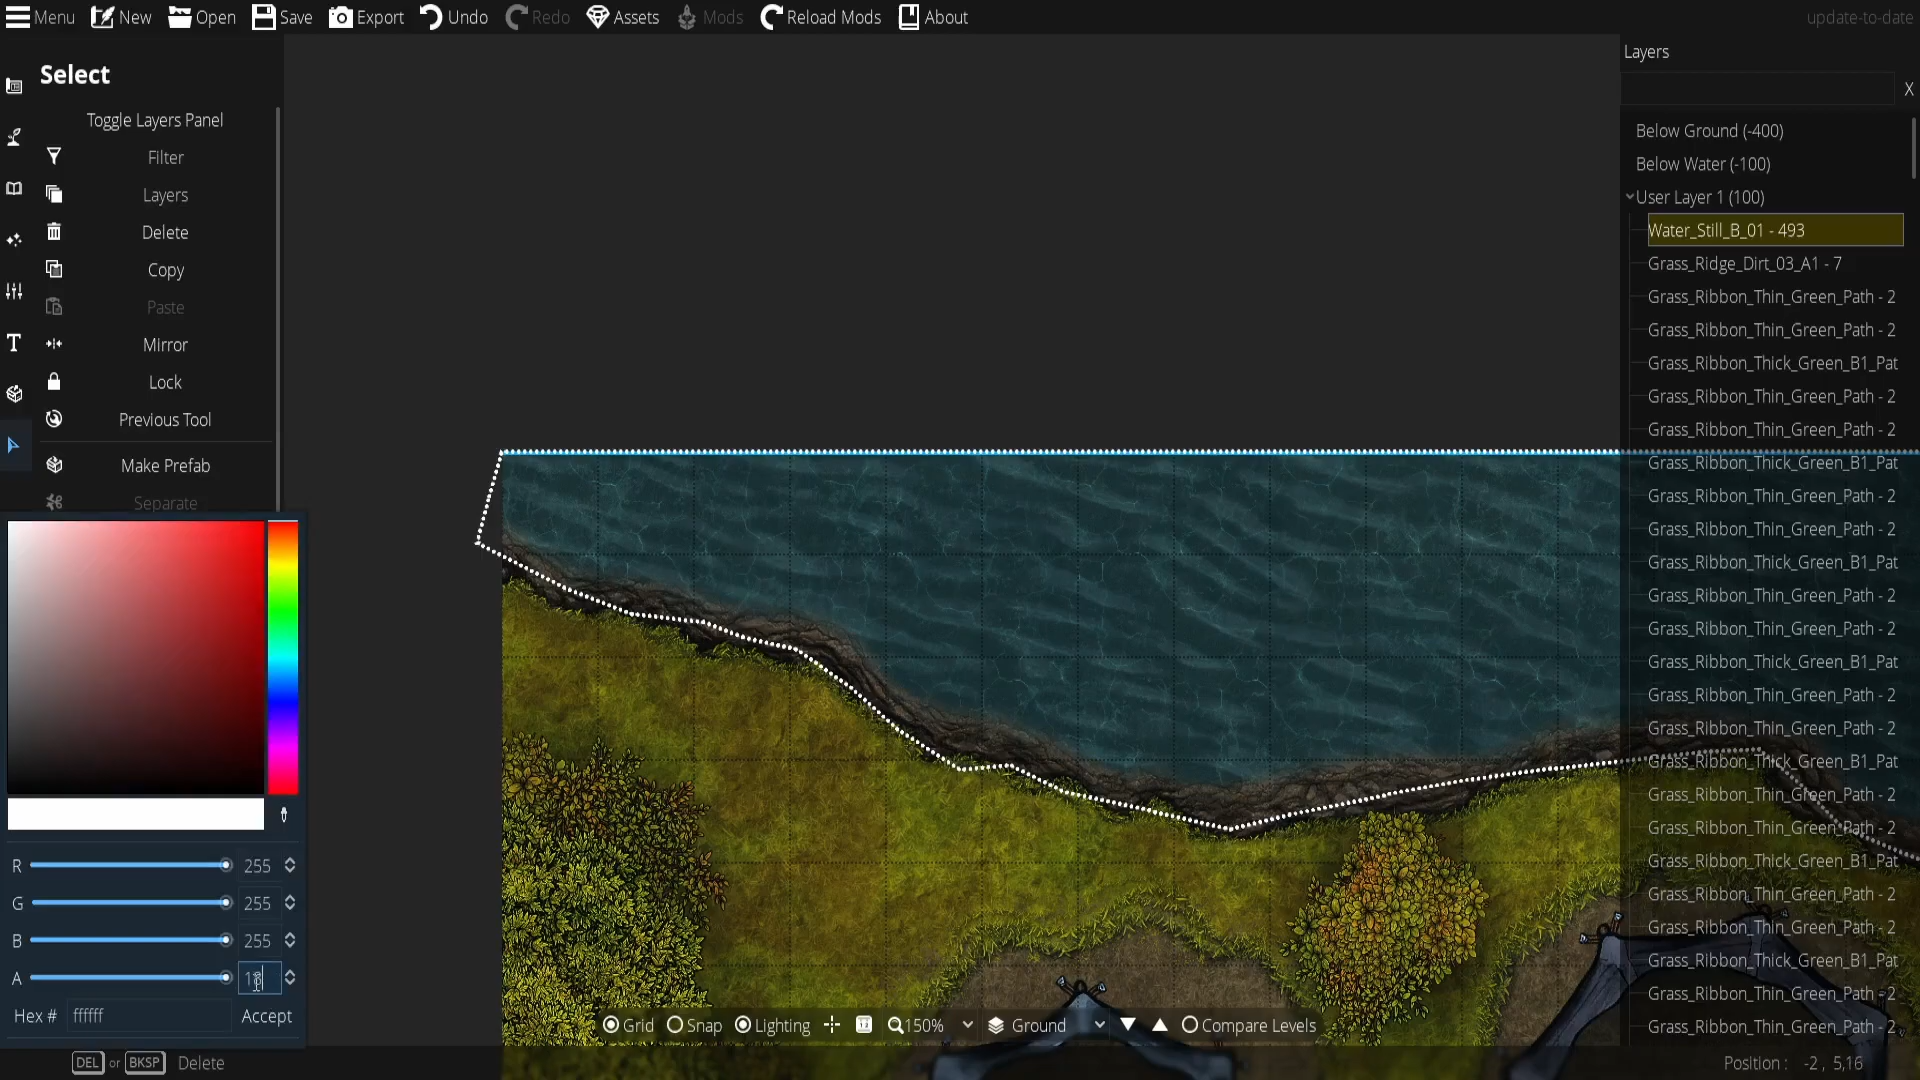 Menu New Open Save Export Undo Redo Assets Mods Reload Mods About update-to-date
Select
Toggle Layers Panel
Filter
Layers
Delete
Copy
Paste
Mirror
Lock
Previous Tool
Make Prefab
Separate
R 255
G 255
B 255
A
Hex # ffffff Accept
DEL or BKSP Delete
Grid Snap Lighting 150% Ground Compare Levels
Layers
X
Below Ground (-400)
Below Water (-100)
User Layer 1 (100)
Water_Still_B_01 - 493
Grass_Ridge_Dirt_03_A1 - 7
Grass_Ribbon_Thin_Green_Path - 2
Grass_Ribbon_Thin_Green_Path - 2
Grass_Ribbon_Thick_Green_B1_Pat
Grass_Ribbon_Thin_Green_Path - 2
Grass_Ribbon_Thin_Green_Path - 2
Grass_Ribbon_Thick_Green_B1_Pat
Grass_Ribbon_Thin_Green_Path - 2
Grass_Ribbon_Thin_Green_Path - 2
Grass_Ribbon_Thick_Green_B1_Pat
Grass_Ribbon_Thin_Green_Path - 2
Grass_Ribbon_Thin_Green_Path - 2
Grass_Ribbon_Thick_Green_B1_Pat
Grass_Ribbon_Thin_Green_Path - 2
Grass_Ribbon_Thin_Green_Path - 2
Grass_Ribbon_Thick_Green_B1_Pat
Grass_Ribbon_Thin_Green_Path - 2
Grass_Ribbon_Thin_Green_Path - 2
Grass_Ribbon_Thick_Green_B1_Pat
Grass_Ribbon_Thin_Green_Path - 2
Grass_Ribbon_Thin_Green_Path - 2
Grass_Ribbon_Thick_Green_B1_Pat
Grass_Ribbon_Thin_Green_Path - 2
Grass_Ribbon_Thin_Green_Path - 2
Position : -2 , 5,16